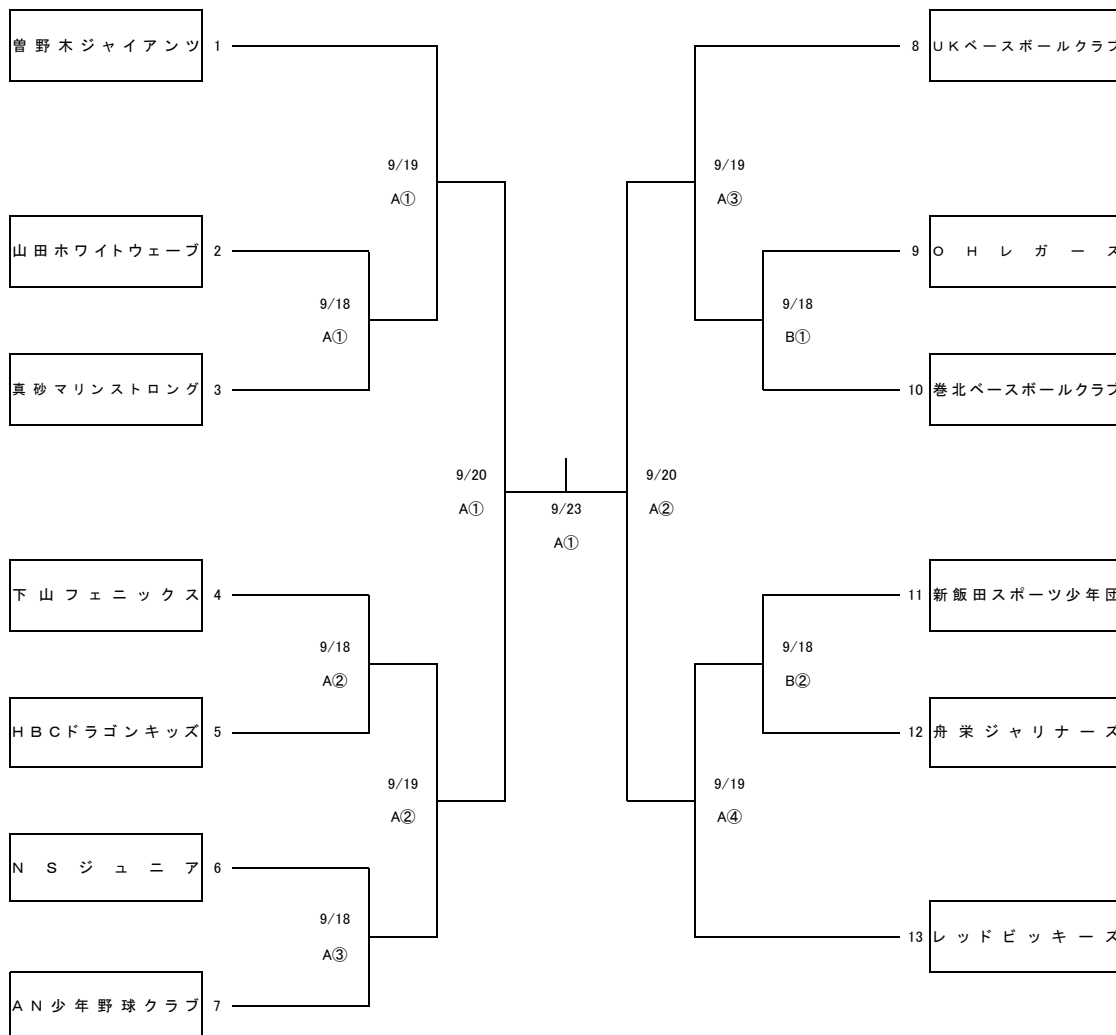 曽野木ジャイアンツ 1
8 UKベースボールクラブ
9/19
A①
9/19
A③
山田ホワイトウェーブ 2
9 OHレガース
9/18
A①
9/18
B①
真砂マリンストロング 3
10 巻北ベースボールクラブ
9/20
A①
9/23
A①
9/20
A②
下山フェニックス 4
11 新飯田スポーツ少年団
9/18
A②
9/18
B②
HBCドラゴンキッズ 5
12 舟栄ジャリナーズ
9/19
A②
9/19
A④
NSジュニア 6
9/18
A③
13 レッドビッキーズ
AN少年野球クラブ 7